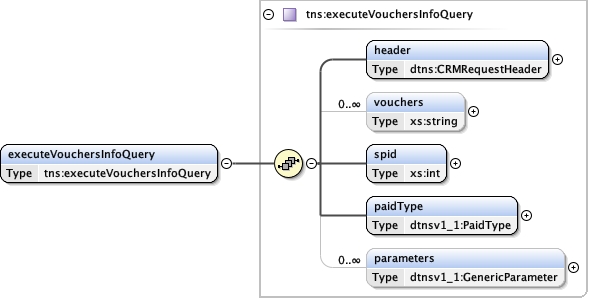 tns:executeVouchersInfoQuery
header
Type dtns:CRMRequestHeader
0..∞
vouchers
Type xs:string
executeVouchersInfoQuery
Type tns:executeVouchersInfoQuery
spid
Type xs:int
paidType
Type dtnsv1_1:PaidType
0..∞
parameters
Type dtnsv1_1:GenericParameter